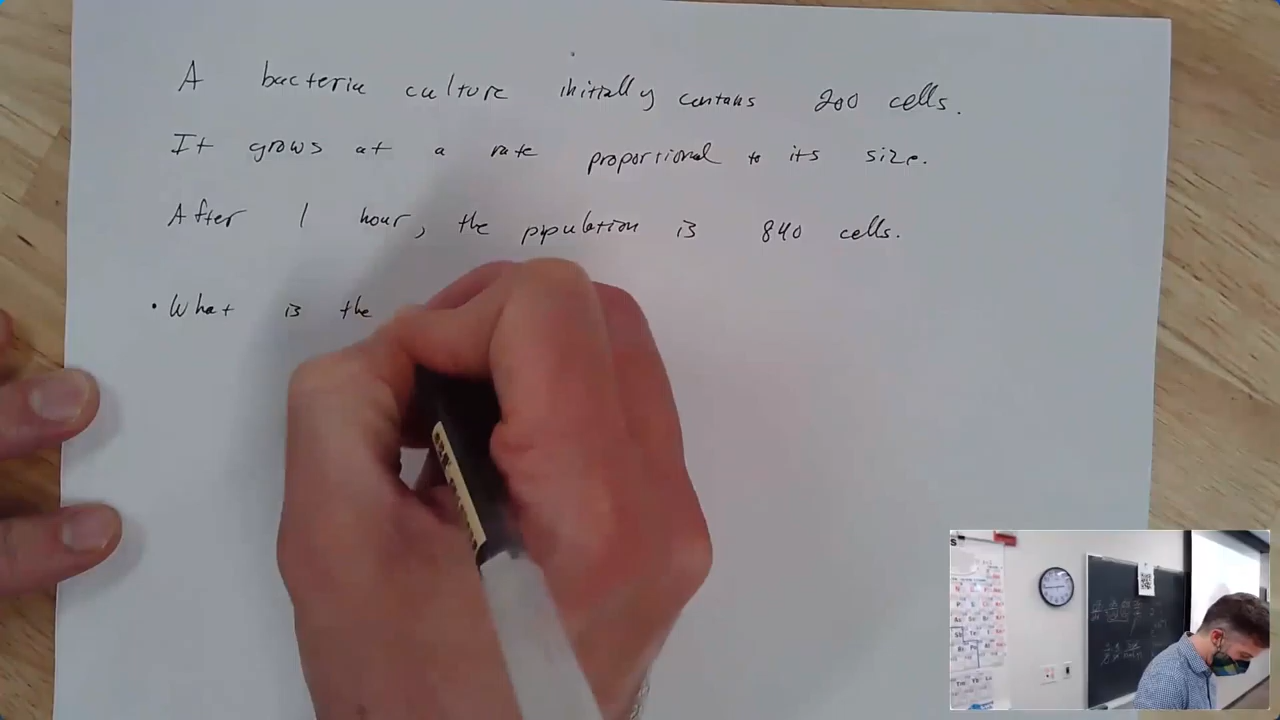 A bacteria culture initially contains 200 cells.
It grows at a rate proportional to its size.
After 1 hour, the population is 840 cells.
• What is the